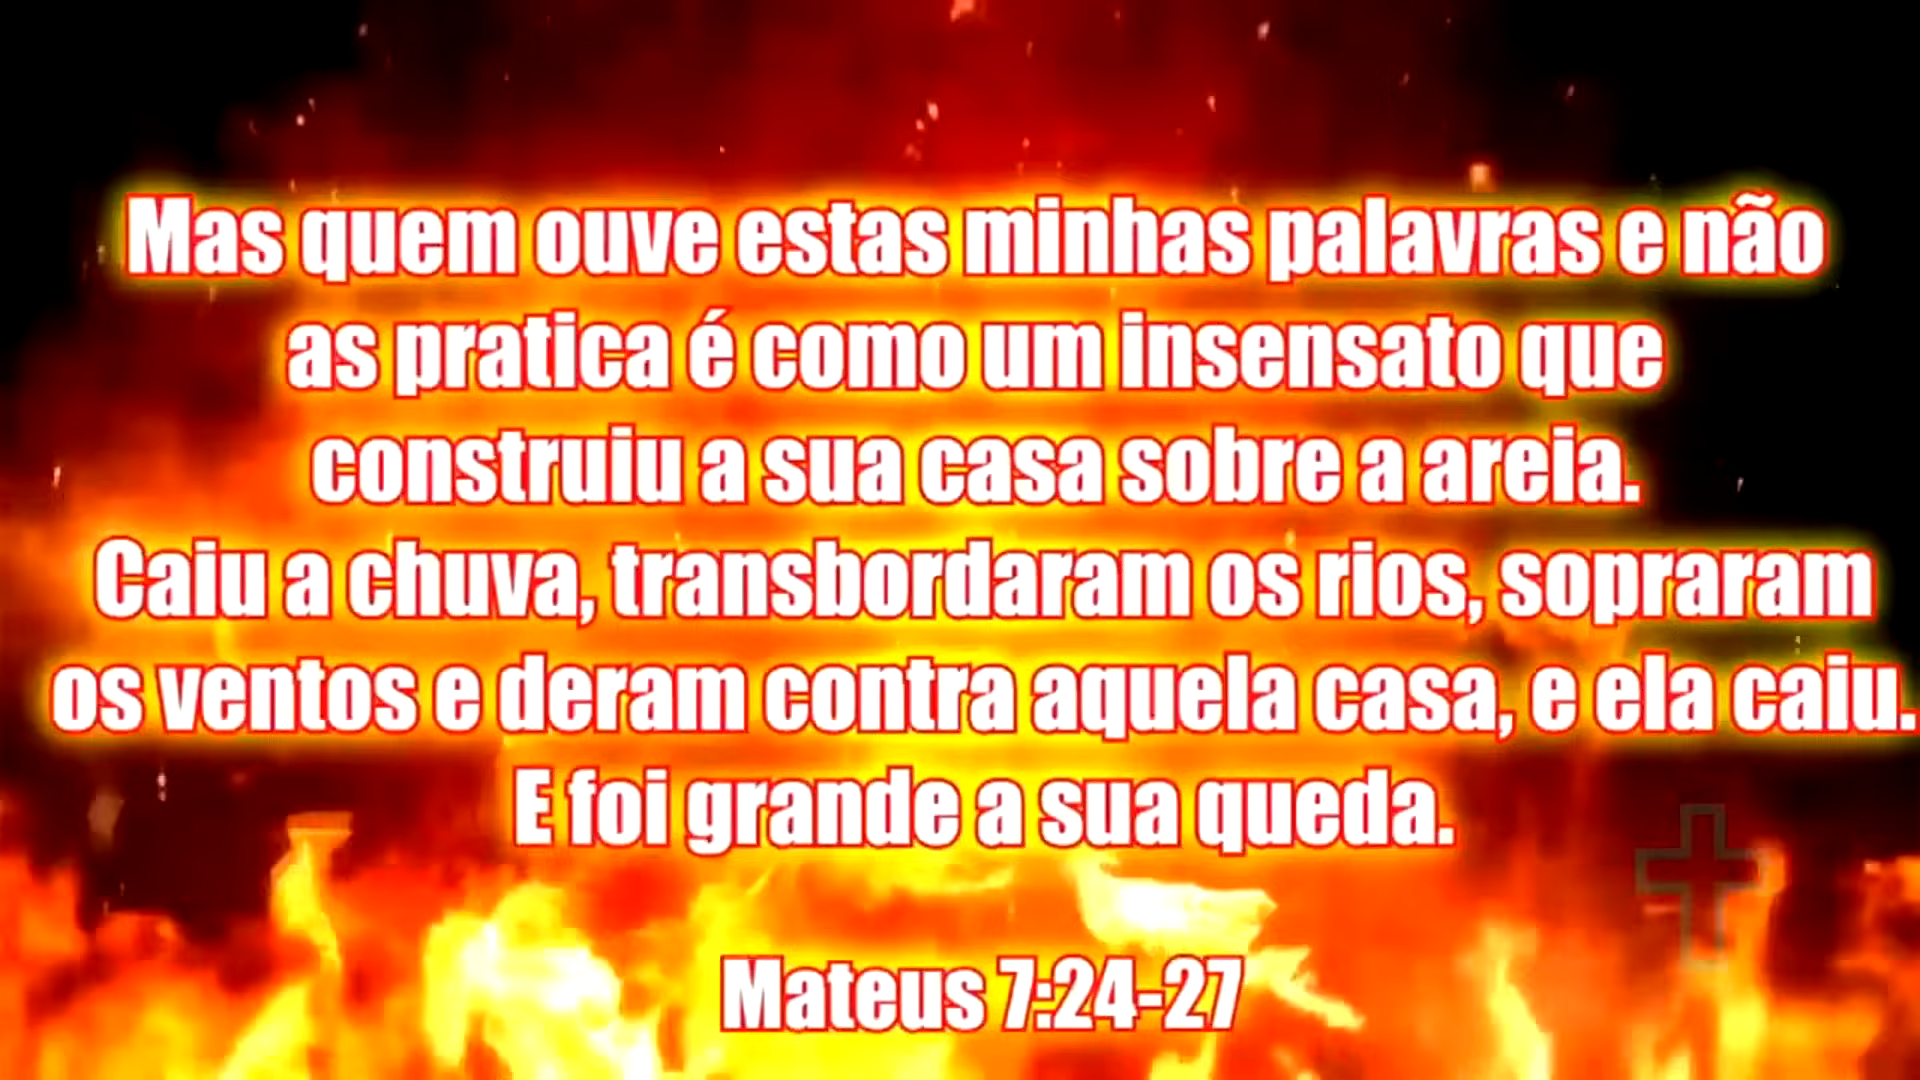 Mas quem ouve estas minhas palavras e não
as pratica é como um insensato que
construiu a sua casa sobre a areia.
Caiu a chuva, transbordaram os rios, sopraram
os ventos e deram contra aquela casa, e ela caiu.
E foi grande a sua queda.
Mateus 7:24-27